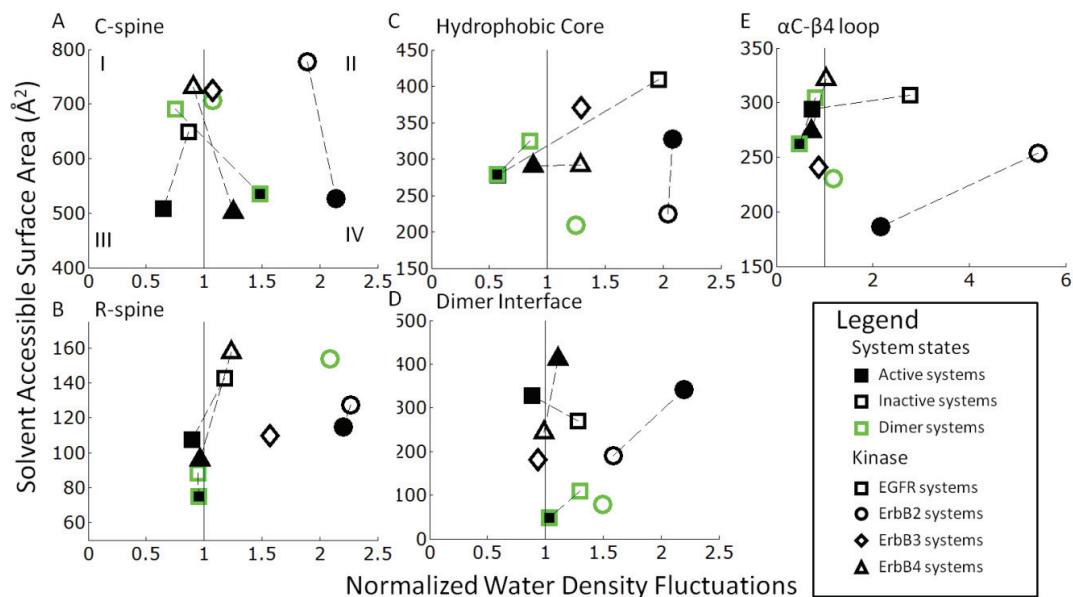 A
C-spine
800
700
600
500
400
I
II
III
IV
0
0.5
1
1.5
2
2.5
C
Hydrophobic Core
450
400
350
300
250
200
150
0
0.5
1
1.5
2
2.5
E
αC-β4 loop
350
300
250
200
150
0
2
4
6
B
R-spine
160
140
120
100
80
60
0
0.5
1
1.5
2
2.5
D
Dimer Interface
500
400
300
200
100
0
0
0.5
1
1.5
2
2.5
Solvent Accessible Surface Area (Å²)
Normalized Water Density Fluctuations
Legend
System states
Active systems
Inactive systems
Dimer systems
Kinase
EGFR systems
ErbB2 systems
ErbB3 systems
ErbB4 systems